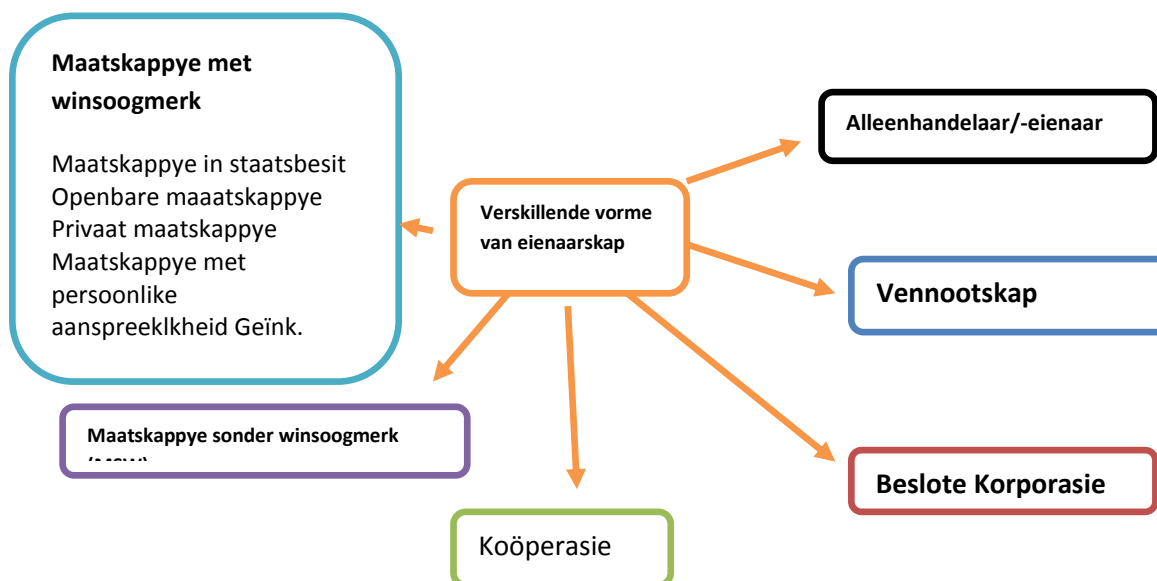 Maatskappye met
winsoogmerk
Maatskappye in staatsbesit
Openbare maaatskappye
Privaat maatskappye
Maatskappye met
persoonlike
aanspreeklkheid Geïnk.
Alleenhandelaar/-eienaar
Verskillende vorme
van eienaarskap
Vennootskap
Maatskappye sonder winsoogmerk
Beslote Korporasie
Koöperasie